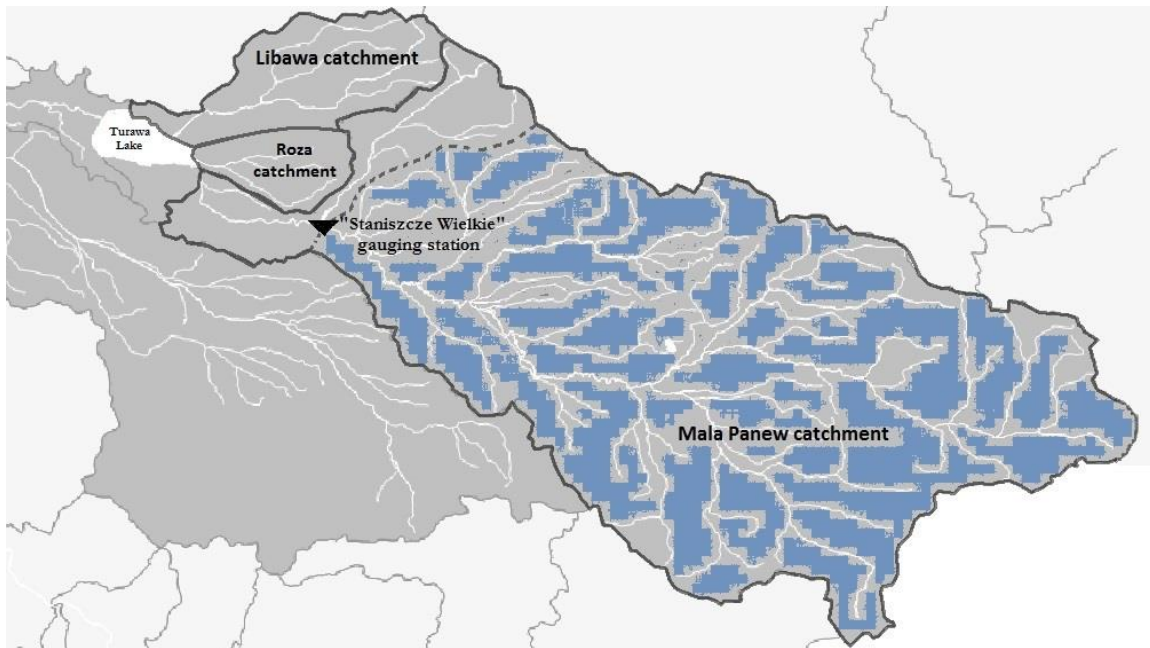 Libawa catchment
Turawa
Lake
Roza
catchment
"Staniszcze Wielkie"
gauging station
Mala Panew catchment